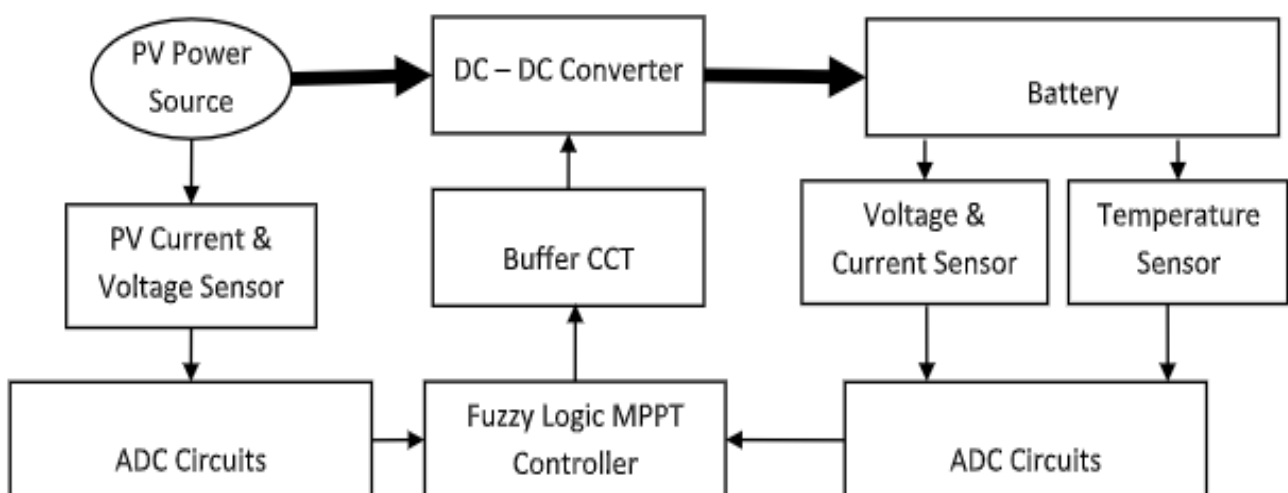 PV Power
Source
DC – DC Converter
Battery
PV Current &
Voltage Sensor
Buffer CCT
Voltage &
Current Sensor
Temperature
Sensor
ADC Circuits
Fuzzy Logic MPPT
Controller
ADC Circuits